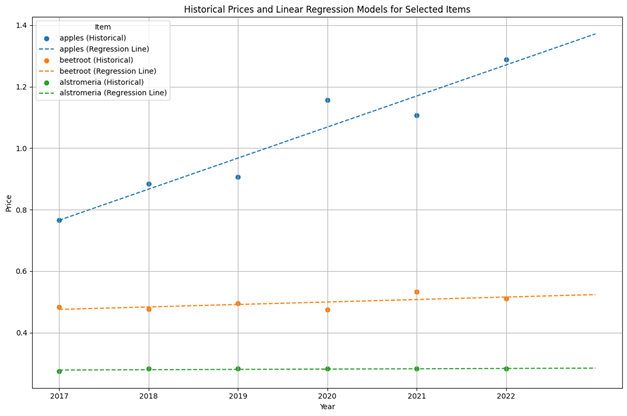 Historical Prices and Linear Regression Models for Selected Items
Item
apples (Historical)
apples (Regression Line)
beetroot (Historical)
beetroot (Regression Line)
alstromeria (Historical)
alstromeria (Regression Line)
1.4
1.2
1.0
0.8
0.6
0.4
Price
2017 2018 2019 2020 2021 2022
Year